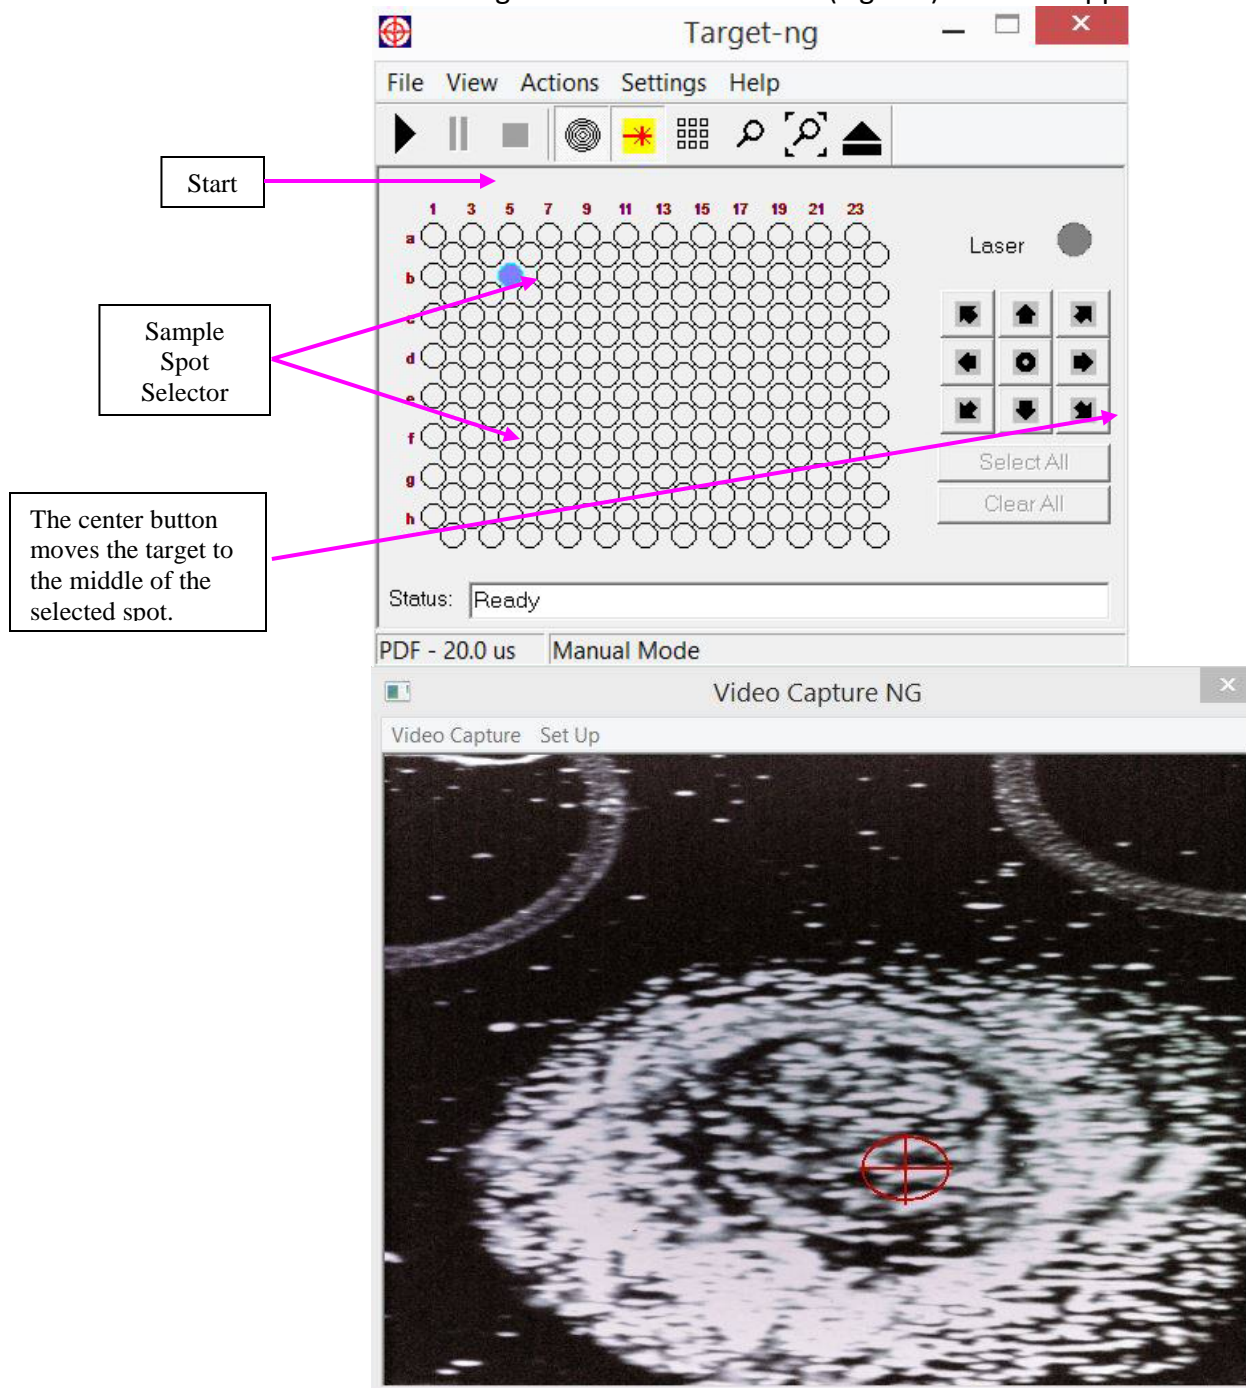 Target-ng
File View Actions Settings Help
Start
1 3 5 7 9 11 13 15 17 19 21 23
a
Laser
b
c
Sample
Spot
Selector
d
e
f
Select All
g
Clear All
h
The center button
moves the target to
the middle of the
selected spot.
Status: Ready
PDF - 20.0 us Manual Mode
Video Capture NG
Video Capture Set Up